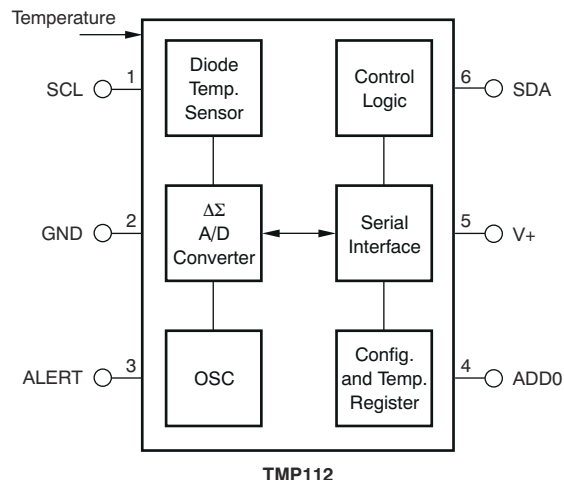 Temperature
SCL
1
Diode
Temp.
Sensor
Control
Logic
6
SDA
GND
2
ΔΣ
A/D
Converter
Serial
Interface
5
V+
ALERT
3
OSC
Config.
and Temp.
Register
4
ADD0
TMP112